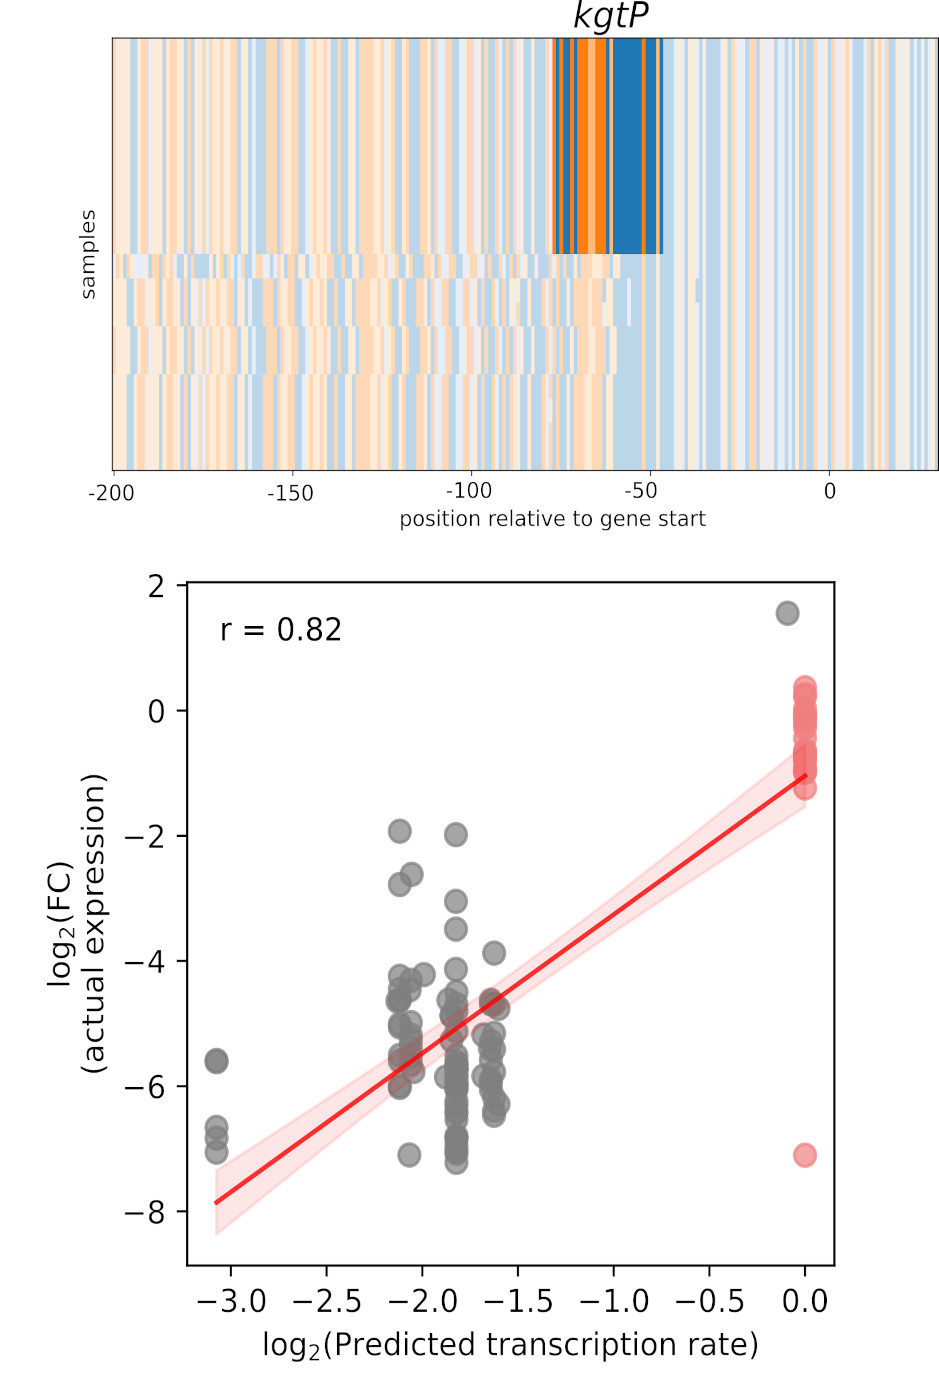 kgtP
samples
-200 -150 -100 -50 0
position relative to gene start
2
r = 0.82
0
−2
−4
−6
−8
log₂(FC)
(actual expression)
−3.0 −2.5 −2.0 −1.5 −1.0 −0.5 0.0
log₂(Predicted transcription rate)